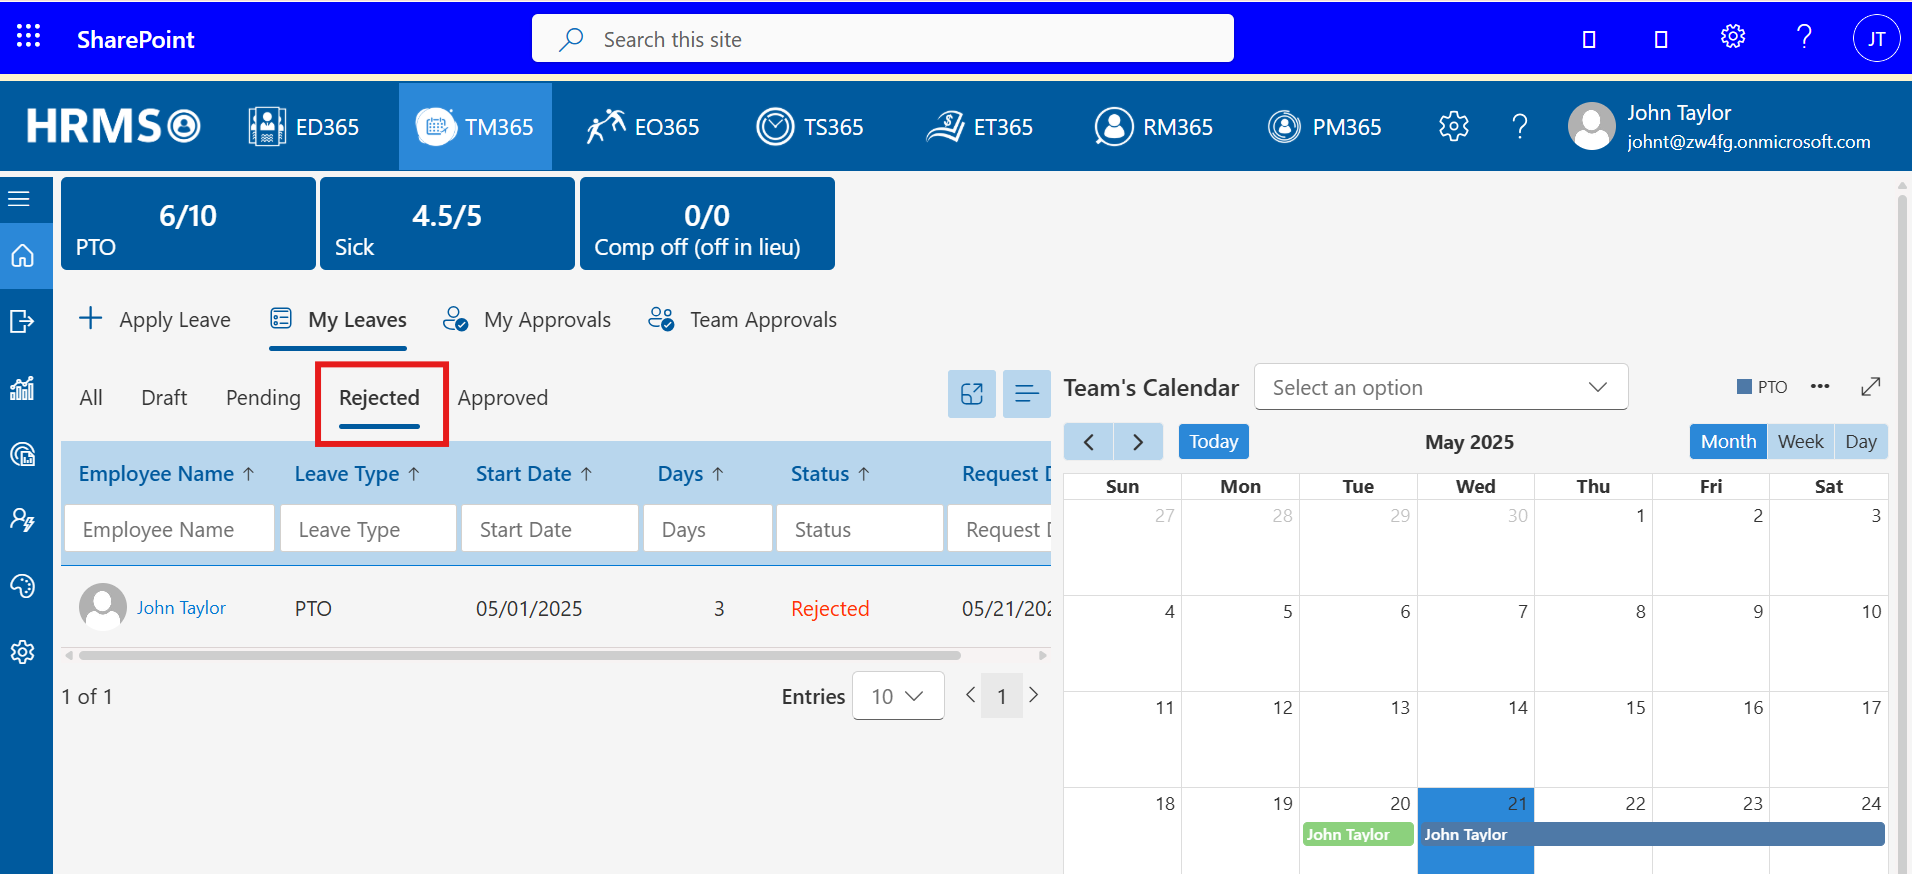 SharePoint
Search this site
JT
HRMS
ED365
TM365
EO365
TS365
ET365
RM365
PM365
?
John Taylor
johnt@zw4fg.onmicrosoft.com
6/10
PTO
4.5/5
Sick
0/0
Comp off (off in lieu)
Apply Leave
My Leaves
My Approvals
Team Approvals
All
Draft
Pending
Rejected
Approved
Employee Name ↑
Leave Type ↑
Start Date ↑
Days ↑
Status ↑
Request D
Employee Name
Leave Type
Start Date
Days
Status
Request D
John Taylor
PTO
05/01/2025
3
Rejected
05/21/202
1 of 1
Entries
10
1
Team's Calendar
Select an option
PTO
Today
May 2025
Month
Week
Day
Sun Mon Tue Wed Thu Fri Sat
27 28 29 30 1 2 3
4 5 6 7 8 9 10
11 12 13 14 15 16 17
18 19 20 21 22 23 24
John Taylor
John Taylor